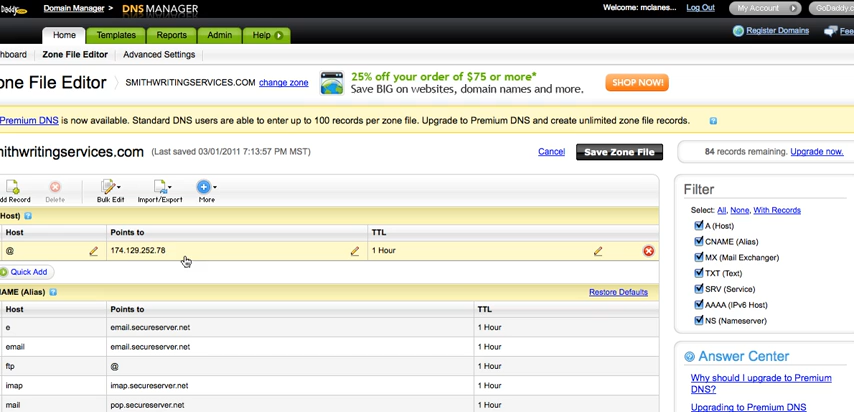 Daddy.com Domain Manager > DNS MANAGER Welcome: mclanes... Log Out My Account GoDaddy.c
Home Templates Reports Admin Help
Register Domains Fee
hboard Zone File Editor Advanced Settings
one File Editor SMITHWRITINGSERVICES.COM change zone
25% off your order of $75 or more*
Save BIG on websites, domain names and more.
SHOP NOW!
Premium DNS is now available. Standard DNS users are able to enter up to 100 records per zone file. Upgrade to Premium DNS and create unlimited zone file records. ?
mithwritingservices.com (Last saved 03/01/2011 7:13:57 PM MST) Cancel Save Zone File
84 records remaining. Upgrade now.
dd Record Delete Bulk Edit Import/Export More
Host) ?
Host Points to TTL
@ 174.129.252.78 1 Hour
Quick Add
NAME (Alias) ? Restore Defaults
Host Points to TTL
e email.secureserver.net 1 Hour
email email.secureserver.net 1 Hour
ftp @ 1 Hour
imap imap.secureserver.net 1 Hour
mail pop.secureserver.net 1 Hour
Filter
Select: All, None, With Records
A (Host)
CNAME (Alias)
MX (Mail Exchanger)
TXT (Text)
SRV (Service)
AAAA (IPv6 Host)
NS (Nameserver)
Answer Center
Why should I upgrade to Premium
DNS?
Upgrading to Premium DNS